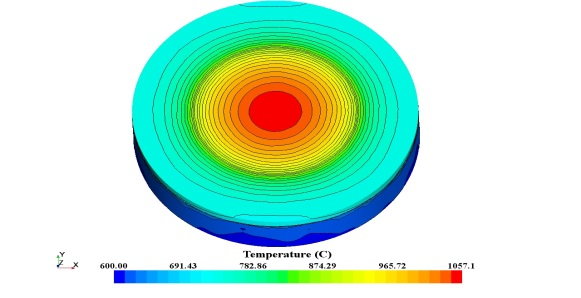 Temperature (C)
600.00 691.43 782.86 874.29 965.72 1057.1
Y
Z X